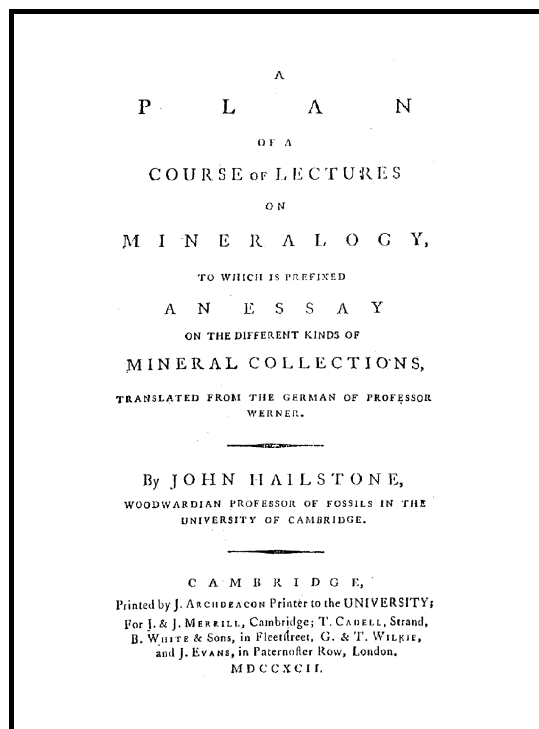 A
PLAN
OF A
COURSE OF LECTURES
ON
MINERALOGY,
TO WHICH IS PREFIXED
AN ESSAY
ON THE DIFFERENT KINDS OF
MINERAL COLLECTIONS,
TRANSLATED FROM THE GERMAN OF PROFESSOR
WERNER.
By JOHN HAILSTONE,
WOODWARDIAN PROFESSOR OF FOSSILS IN THE
UNIVERSITY OF CAMBRIDGE.
CAMBRIDGE,
Printed by J. ARCHDEACON Printer to the UNIVERSITY;
For J. & J. MERRILL, Cambridge; T. CADELL, Strand,
B. WHITE & Sons, in Fleetſtreet, G. & T. WILKIE,
and J. EVANS, in Paternoſter Row, London.
MDCCXCII.